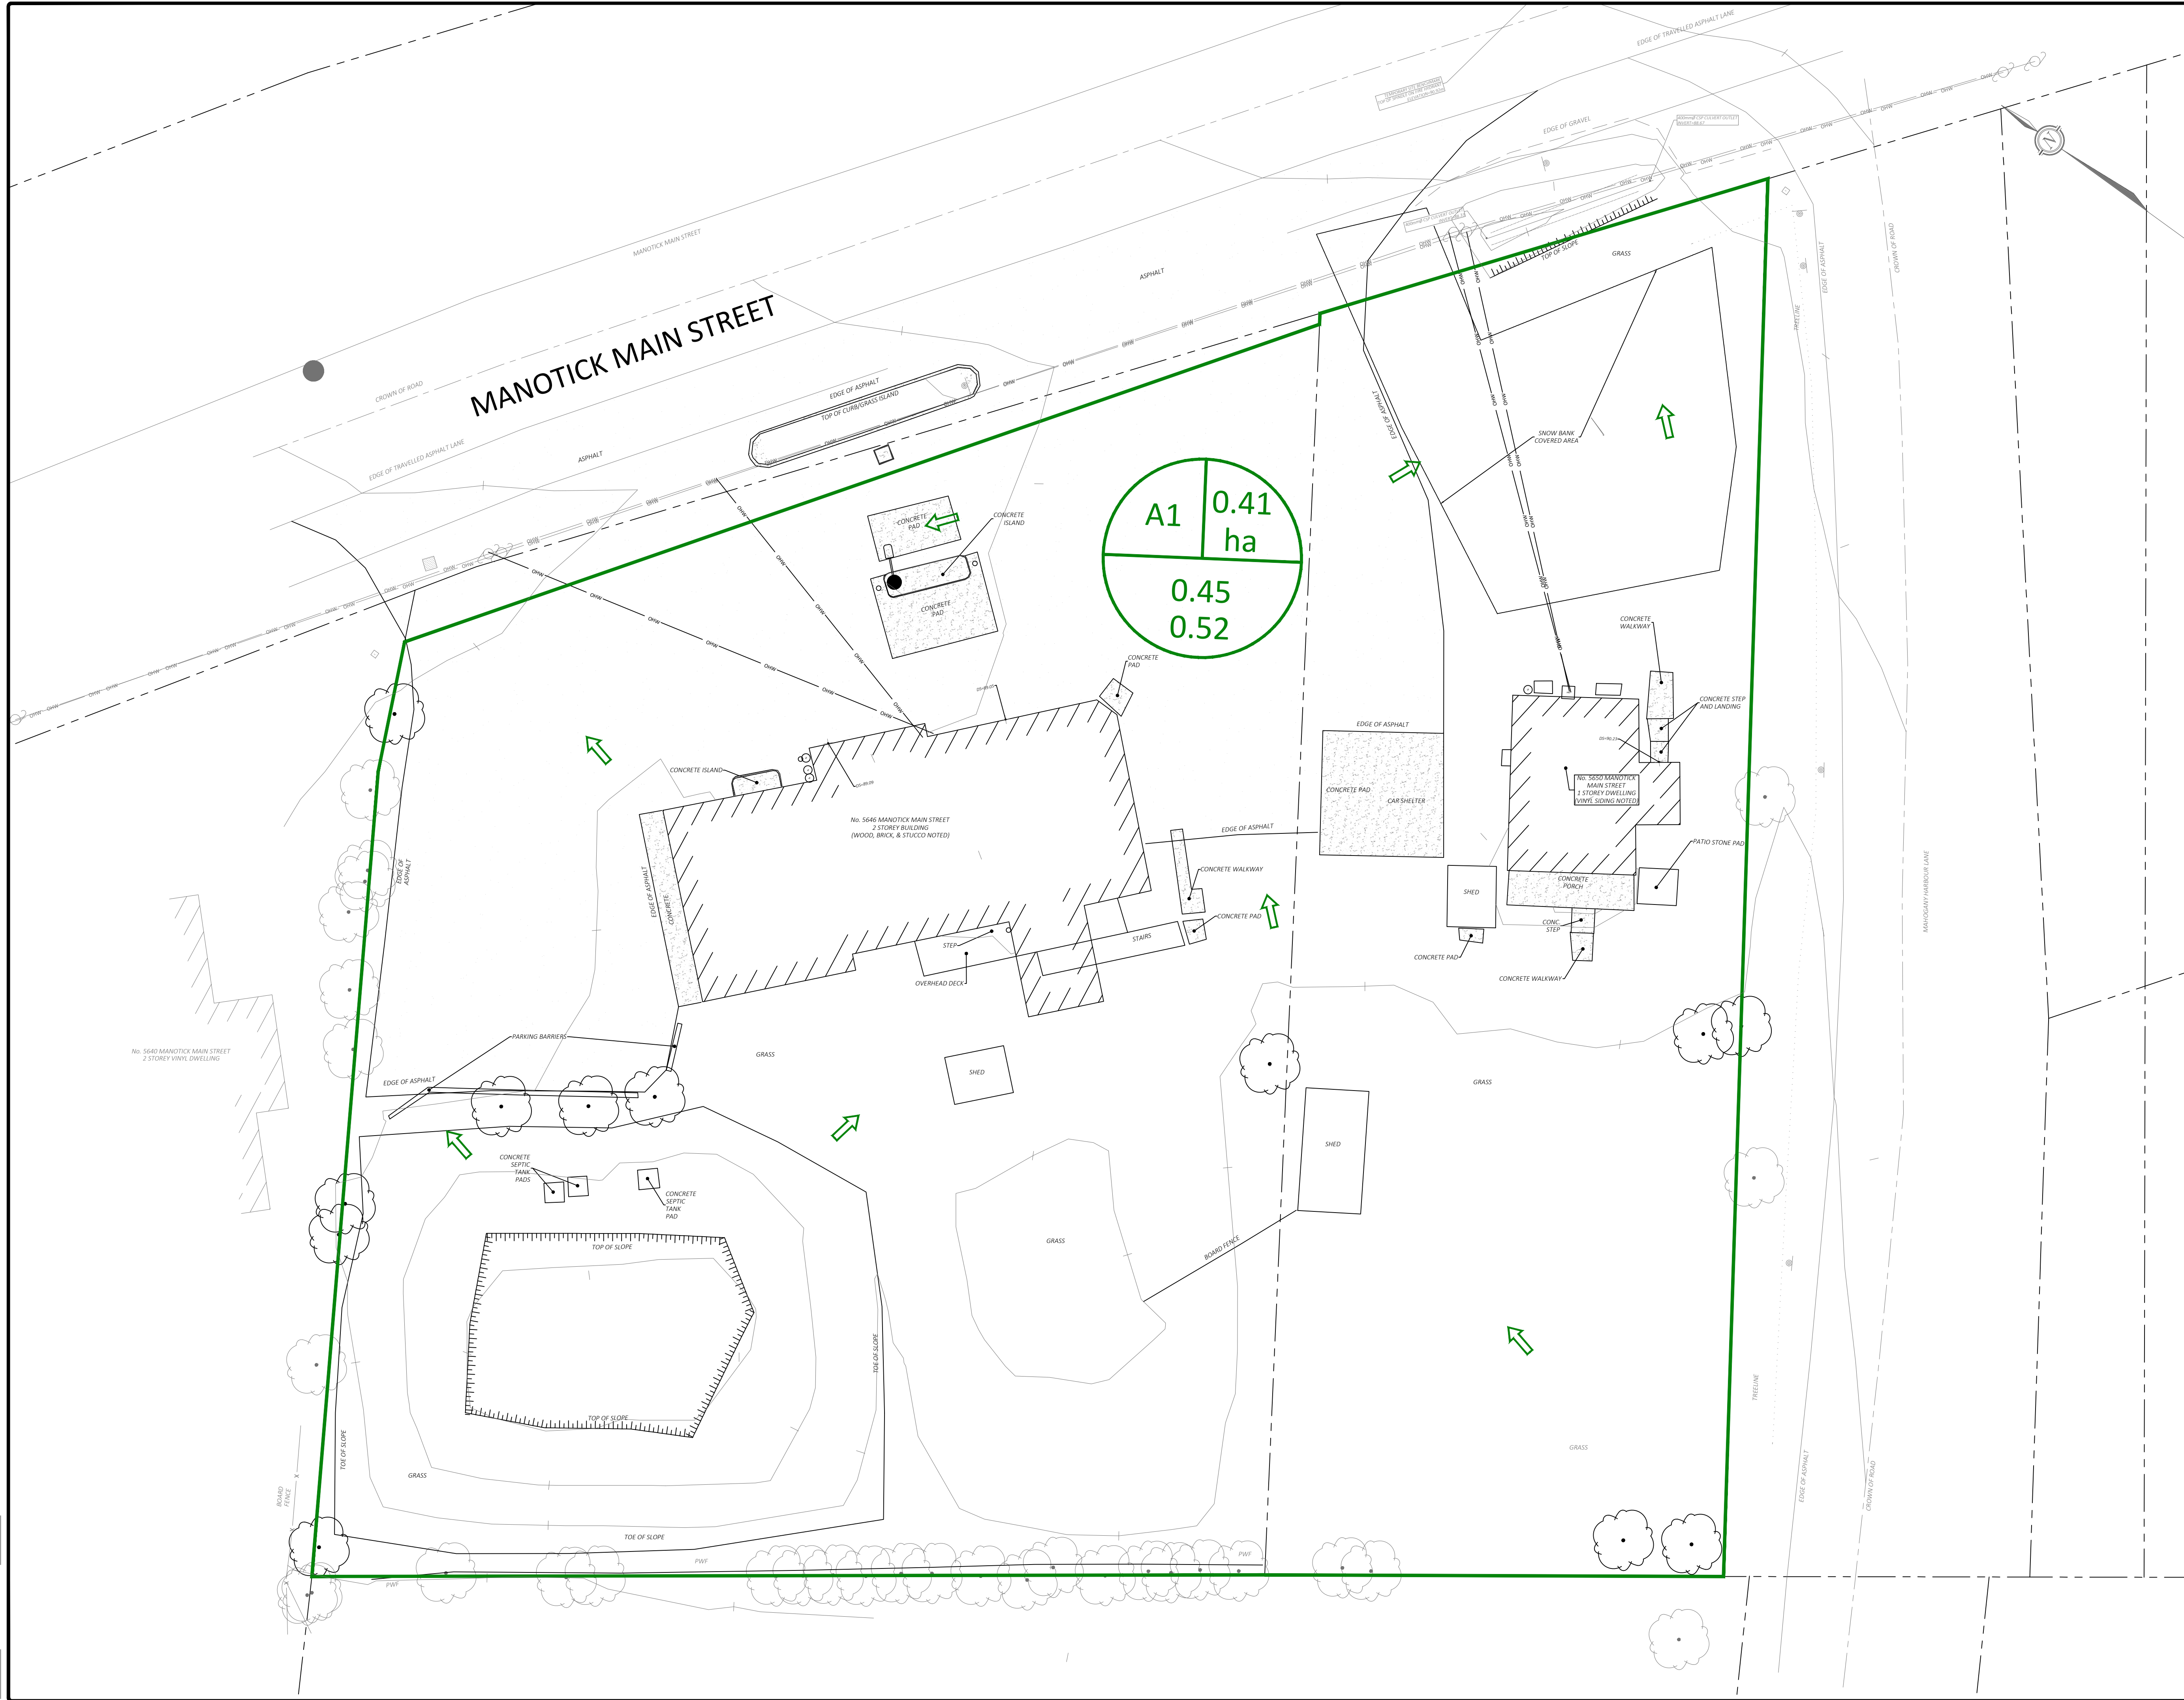 EDGE OF TRAVELLED ASPHALT LANE
OHW
EDGE OF GRAVEL
N
MANOTICK MAIN STREET
ASPHALT
TOP OF SLOPE
GRASS
EDGE OF ASPHALT
CROWN OF ROAD
TREELINE
MANOTICK MAIN STREET
CROWN OF ROAD
EDGE OF ASPHALT
TOP OF CURB/GRASS ISLAND
EDGE OF TRAVELLED ASPHALT LANE
ASPHALT
EDGE OF ASPHALT
SNOW BANK
COVERED AREA
A1
0.41
ha
0.45
0.52
CONCRETE
PAD
CONCRETE
ISLAND
CONCRETE
PAD
CONCRETE
WALKWAY
CONCRETE
PAD
CONCRETE STEP
AND LANDING
EDGE OF ASPHALT
CONCRETE ISLAND
CONCRETE PAD
CAR SHELTER
No. 5650 MANOTICK
MAIN STREET
1 STOREY DWELLING
(VINYL SIDING NOTED)
No. 5646 MANOTICK MAIN STREET
2 STOREY BUILDING
(WOOD, BRICK, & STUCCO NOTED)
EDGE OF ASPHALT
PATIO STONE PAD
EDGE OF
ASPHALT
EDGE OF ASPHALT
CONCRETE
CONCRETE WALKWAY
SHED
CONCRETE
PORCH
MAHOGANY HARBOUR LANE
CONCRETE PAD
CONC.
STEP
STEP
STAIRS
CONCRETE PAD
OVERHEAD DECK
CONCRETE WALKWAY
No. 5640 MANOTICK MAIN STREET
2 STOREY VINYL DWELLING
PARKING BARRIERS
GRASS
SHED
EDGE OF ASPHALT
GRASS
SHED
CONCRETE
SEPTIC
TANK
PADS
CONCRETE
SEPTIC
TANK
PAD
TOP OF SLOPE
GRASS
BOARD FENCE
TOE OF SLOPE
TREELINE
TOP OF SLOPE
TOE OF SLOPE
GRASS
GRASS
BOARD
FENCE
X
EDGE OF ASPHALT
CROWN OF ROAD
TOE OF SLOPE
PWF
PWF
PWF